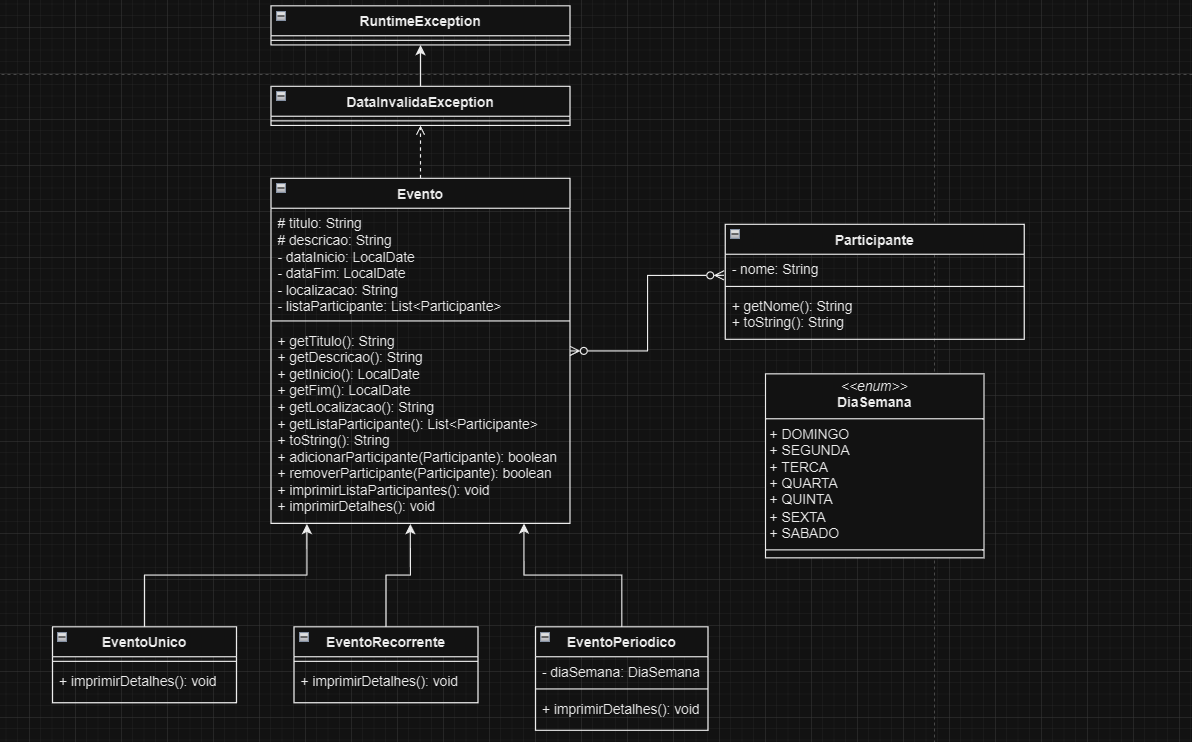 RuntimeException
DataInvalidaException
Evento
# titulo: String
# descricao: String
- dataInicio: LocalDate
- dataFim: LocalDate
- localizacao: String
- listaParticipante: List<Participante>
+ getTitulo(): String
+ getDescricao(): String
+ getInicio(): LocalDate
+ getFim(): LocalDate
+ getLocalizacao(): String
+ getListaParticipante(): List<Participante>
+ toString(): String
+ adicionarParticipante(Participante): boolean
+ removerParticipante(Participante): boolean
+ imprimirListaParticipantes(): void
+ imprimirDetalhes(): void
Participante
- nome: String
+ getNome(): String
+ toString(): String
<<enum>>
DiaSemana
+ DOMINGO
+ SEGUNDA
+ TERCA
+ QUARTA
+ QUINTA
+ SEXTA
+ SABADO
EventoUnico
+ imprimirDetalhes(): void
EventoRecorrente
+ imprimirDetalhes(): void
EventoPeriodico
- diaSemana: DiaSemana
+ imprimirDetalhes(): void